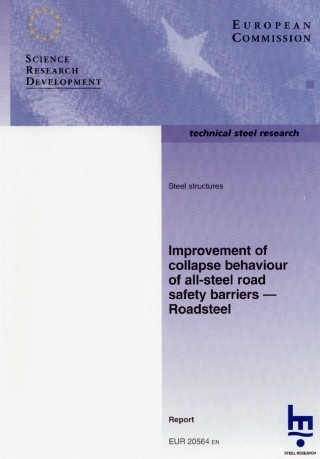 EUROPEAN
COMMISSION
SCIENCE
RESEARCH
DEVELOPMENT
technical steel research
Steel structures
Improvement of
collapse behaviour
of all-steel road
safety barriers —
Roadsteel
Report
EUR 20564 EN
STEEL RESEARCH